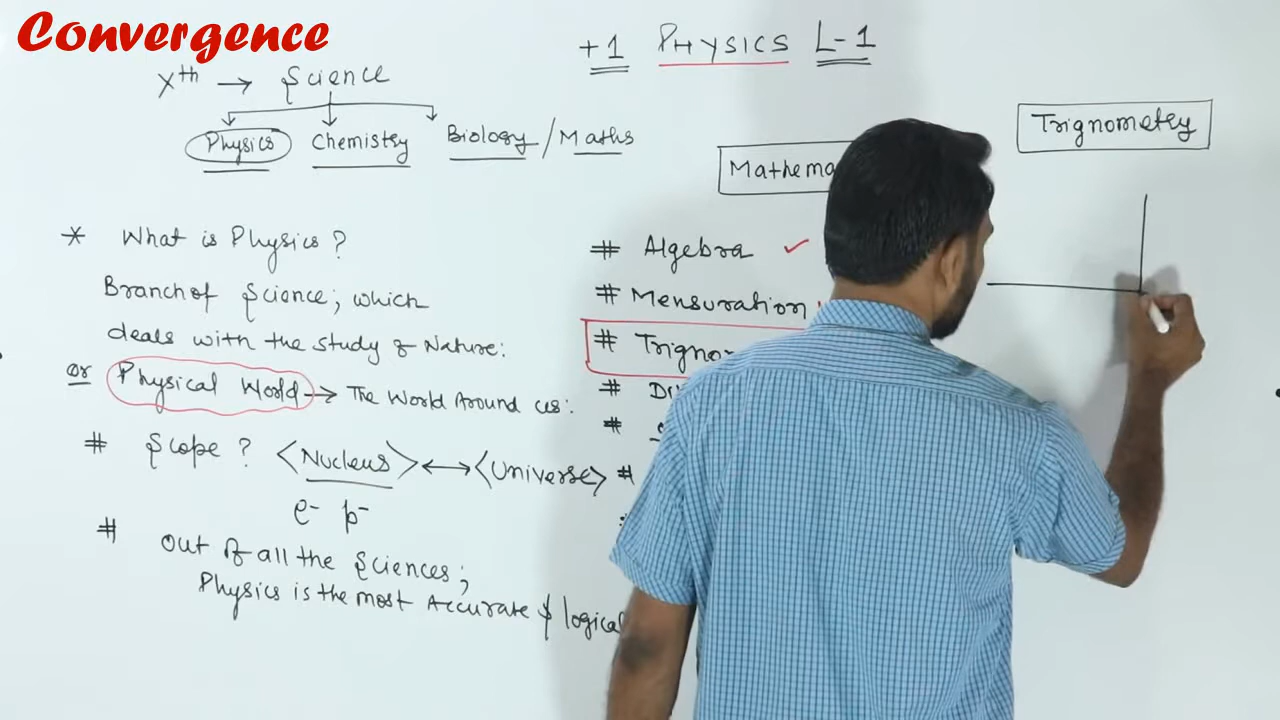 Convergence
+1 PHYSICS L-1
Xth → Science
Physics Chemistry Biology / Maths
* What is Physics?
Branch of Science; which
deals with the study of Nature:
or Physical World → The World Around us:
# Scope? <Nucleus> ↔ <Universe>
e- p-
# Out of all the Sciences;
Physics is the most Accurate & logical
Mathema
# Algebra ✓
# Mensuration
# Trigno
#
#
#
Trignometry